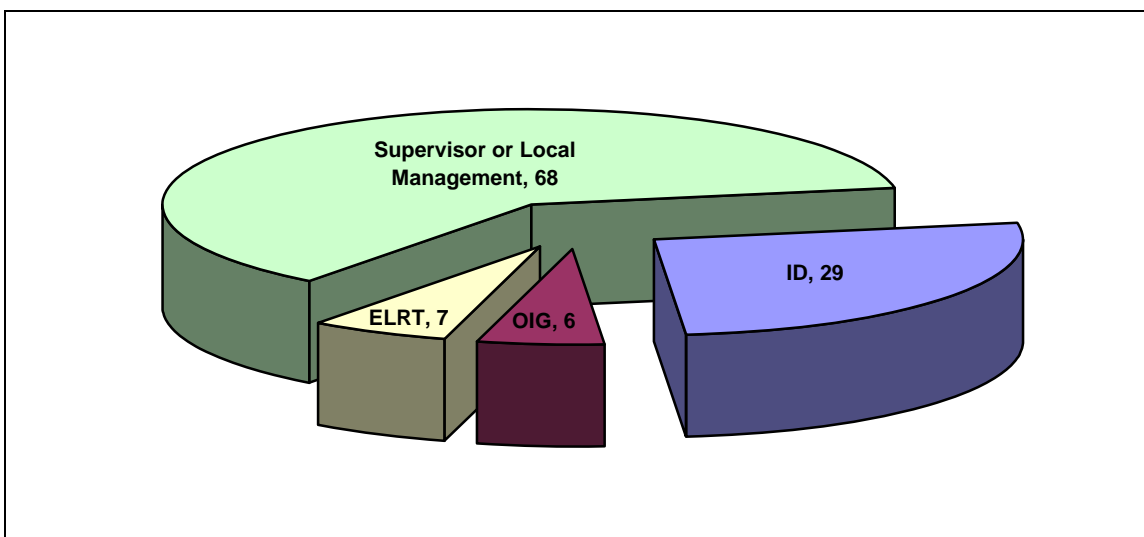 Supervisor or Local
Management, 68
ID, 29
ELRT, 7
OIG, 6